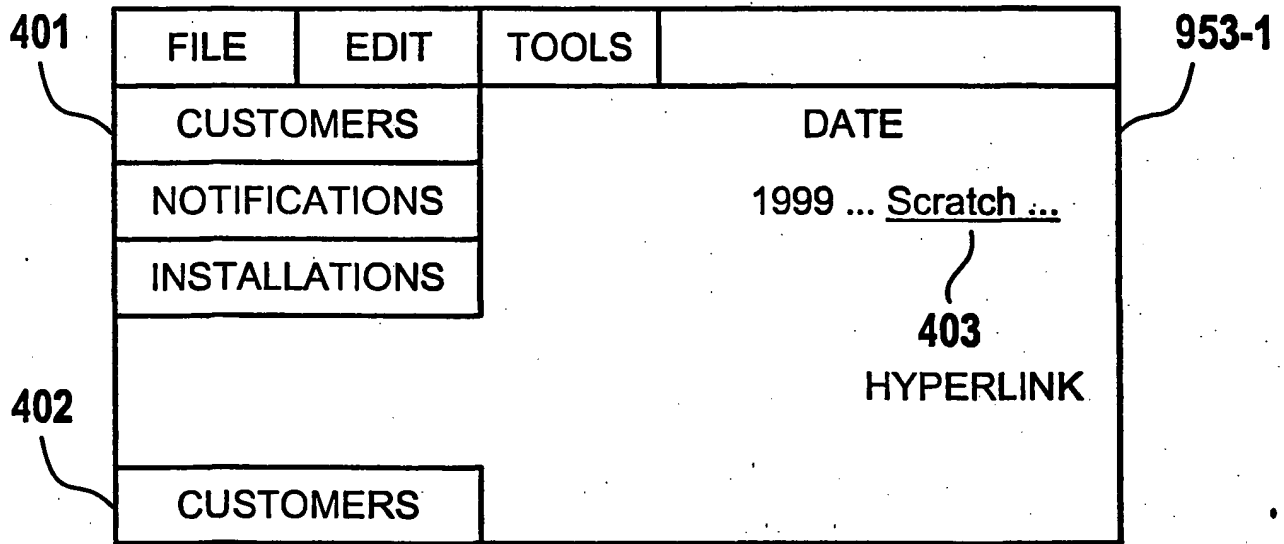 401 FILE EDIT TOOLS 953-1
CUSTOMERS DATE
NOTIFICATIONS 1999 ... Scratch ...
INSTALLATIONS
403
HYPERLINK
402
CUSTOMERS